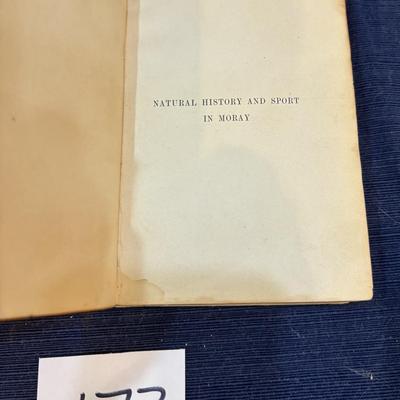 NATURAL HISTORY AND SPORT
IN MORAY